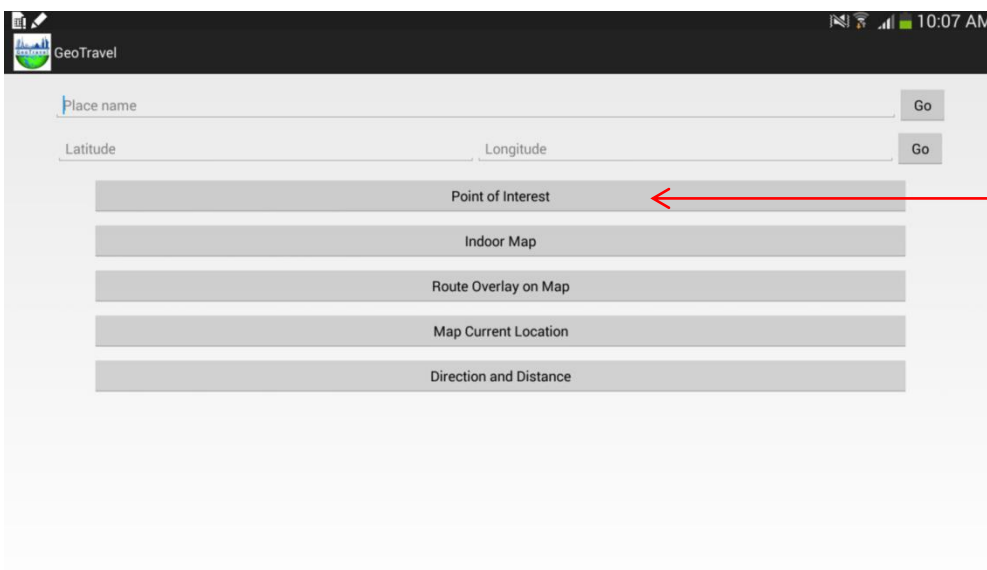 10:07 AM
GeoTravel
Place name Go
Latitude Longitude Go
Point of Interest
Indoor Map
Route Overlay on Map
Map Current Location
Direction and Distance